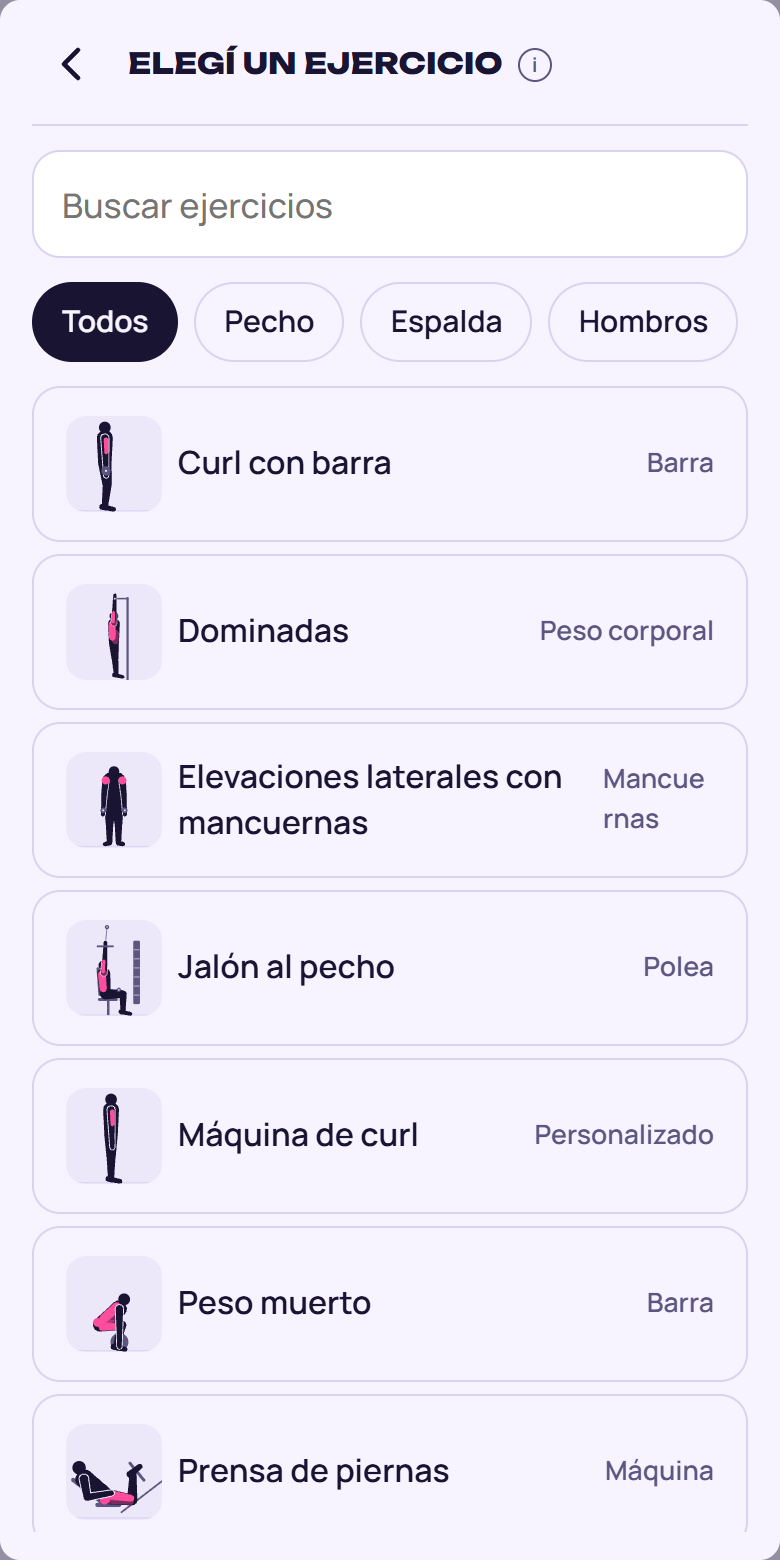 ELEGÍ UN EJERCICIO i
Buscar ejercicios
Todos Pecho Espalda Hombros
Curl con barra Barra
Dominadas Peso corporal
Elevaciones laterales con Mancue
mancuernas rnas
Jalón al pecho Polea
Máquina de curl Personalizado
Peso muerto Barra
Prensa de piernas Máquina